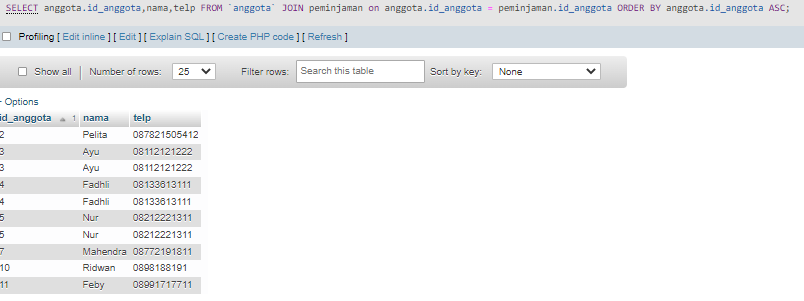 SELECT anggota.id_anggota,nama,telp FROM `anggota` JOIN peminjaman on anggota.id_anggota = peminjaman.id_anggota ORDER BY anggota.id_anggota ASC;
Profiling [ Edit inline ] [ Edit ] [ Explain SQL ] [ Create PHP code ] [ Refresh ]
Show all Number of rows: 25 Filter rows: Search this table Sort by key: None
Options
id_anggota 1 nama telp
2 Pelita 087821505412
3 Ayu 08112121222
3 Ayu 08112121222
4 Fadhli 08133613111
4 Fadhli 08133613111
5 Nur 08212221311
5 Nur 08212221311
7 Mahendra 08772191811
10 Ridwan 0898188191
11 Feby 08991717711